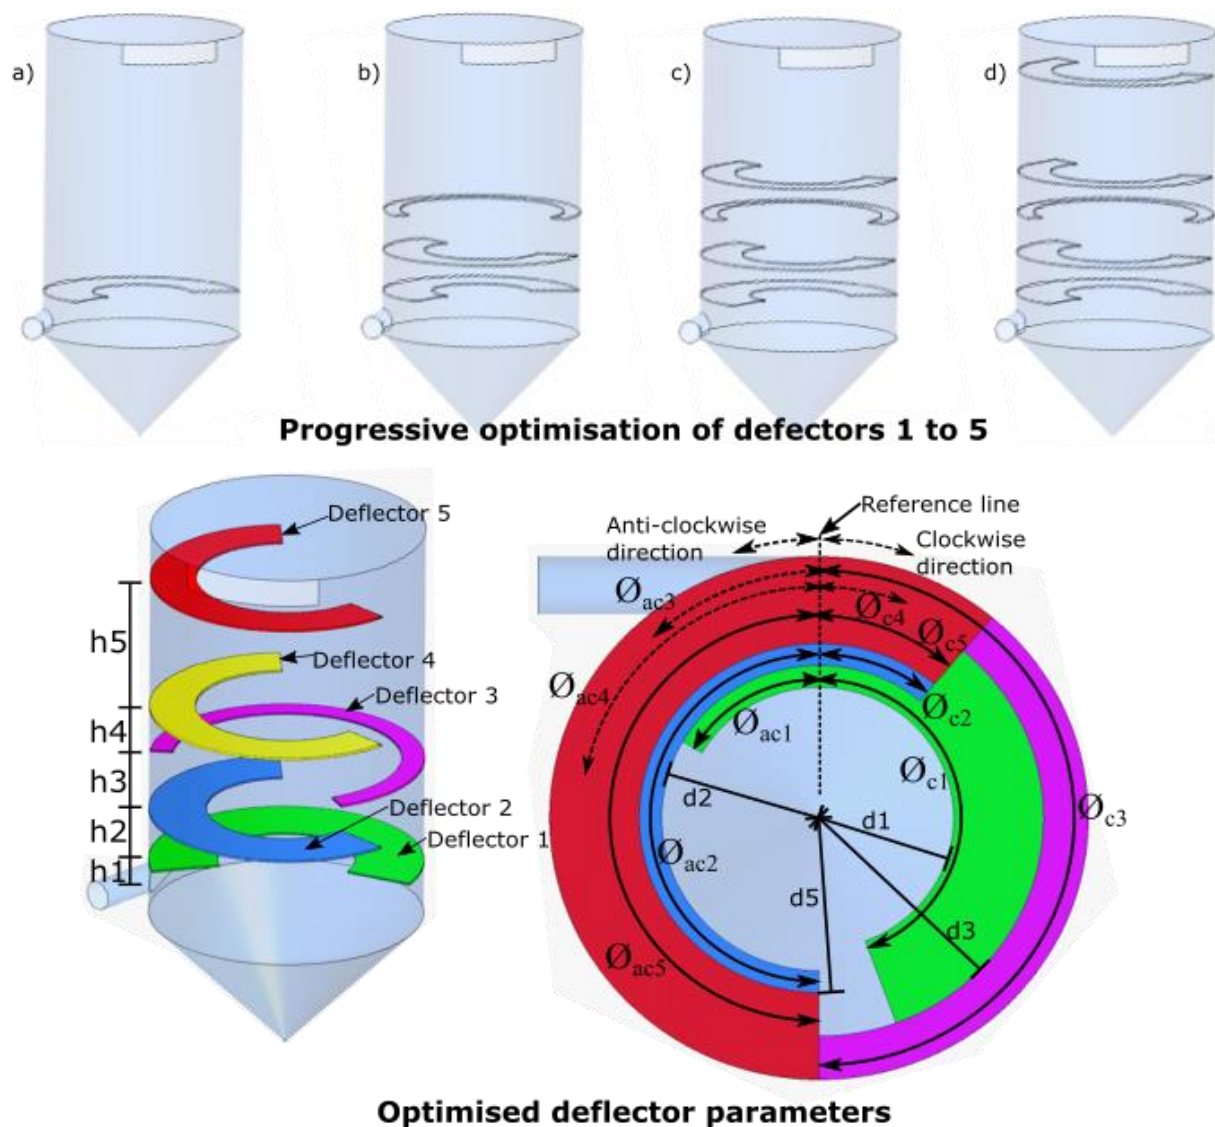 a)
b)
c)
d)
Progressive optimisation of defectors 1 to 5
Deflector 5
Deflector 4
Deflector 3
Deflector 2
Deflector 1
h5
h4
h3
h2
h1
Reference line
Anti-clockwise
direction
Clockwise
direction
Øac3
Øc4
Øc5
Øac4
Øc2
Øac1
Øc1
d2
d1
Øc3
Øac2
d5
d3
Øac5
Optimised deflector parameters